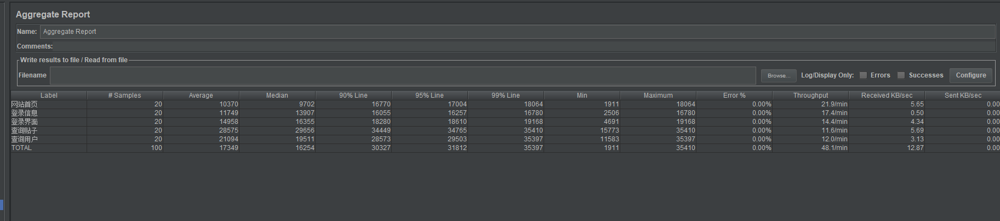 Aggregate Report
Name: Aggregate Report
Comments:
Write results to file / Read from file
Filename Browse... Log/Display Only: Errors Successes Configure
Label # Samples Average Median 90% Line 95% Line 99% Line Min Maximum Error % Throughput Received KB/sec Sent KB/sec
网站首页 20 10370 9702 16770 17004 18064 1911 18064 0.00% 21.9/min 5.65 0.00
登录信息 20 11749 13907 16055 16257 16780 2506 16780 0.00% 17.4/min 0.50 0.00
登录界面 20 14958 16355 18280 18610 19168 4691 19168 0.00% 14.4/min 4.34 0.00
查询贴子 20 28575 29656 34449 34765 35410 15773 35410 0.00% 11.6/min 5.69 0.00
查询用户 20 21094 19511 28573 29503 35397 11583 35397 0.00% 12.0/min 3.13 0.00
TOTAL 100 17349 16254 30327 31812 35397 1911 35410 0.00% 48.1/min 12.87 0.00